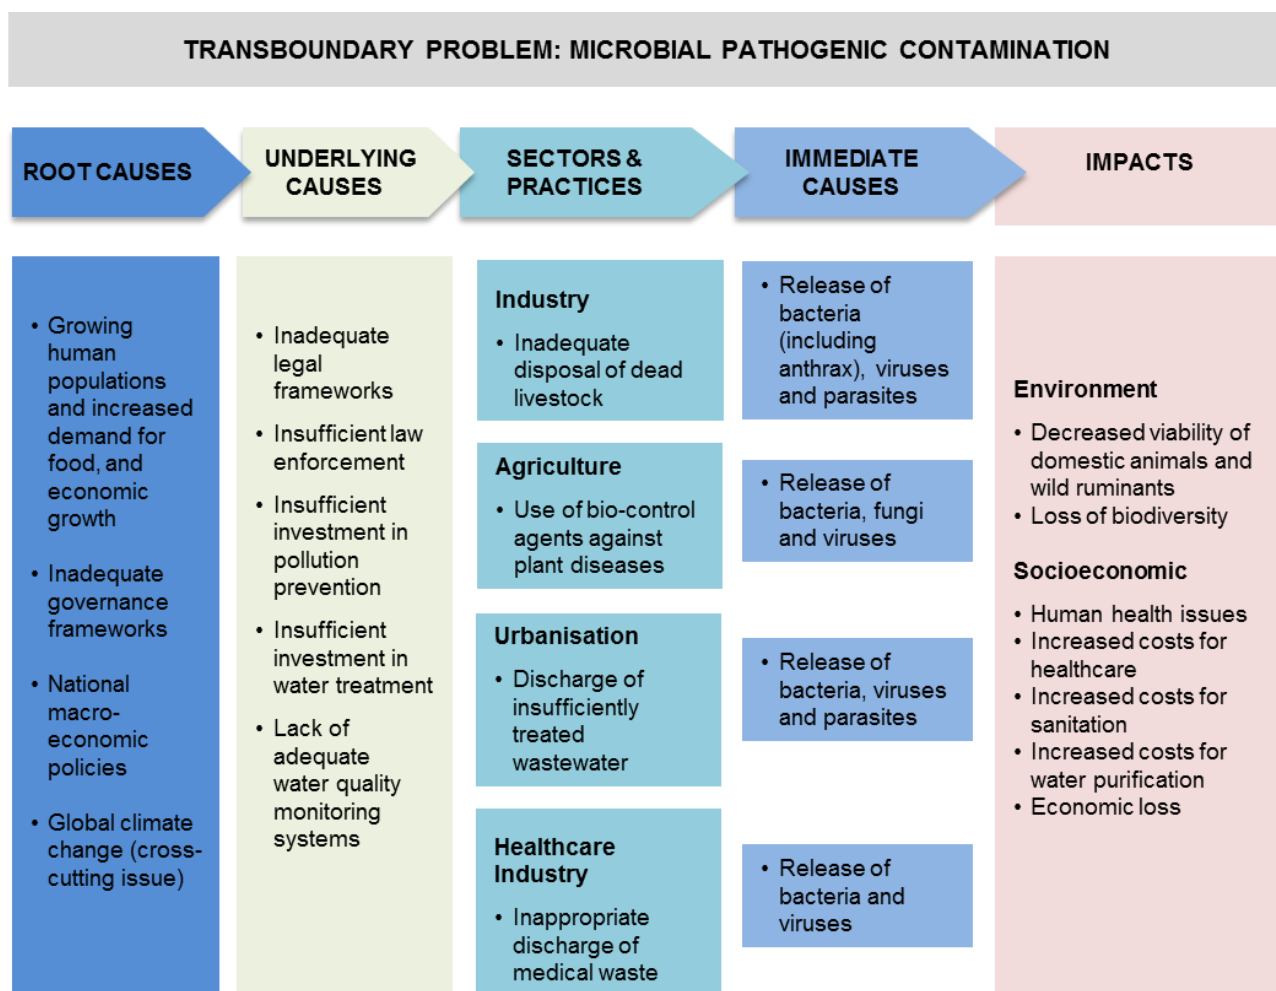 TRANSBOUNDARY PROBLEM: MICROBIAL PATHOGENIC CONTAMINATION
ROOT CAUSES
UNDERLYING
CAUSES
SECTORS &
PRACTICES
IMMEDIATE
CAUSES
IMPACTS
• Growing
human
populations
and increased
demand for
food, and
economic
growth
• Inadequate
governance
frameworks
• National
macro-
economic
policies
• Global climate
change (cross-
cutting issue)
• Inadequate
legal
frameworks
• Insufficient law
enforcement
• Insufficient
investment in
pollution
prevention
• Insufficient
investment in
water treatment
• Lack of
adequate
water quality
monitoring
systems
Industry
• Inadequate
disposal of dead
livestock
Agriculture
• Use of bio-control
agents against
plant diseases
Urbanisation
• Discharge of
insufficiently
treated
wastewater
Healthcare
Industry
• Inappropriate
discharge of
medical waste
• Release of
bacteria
(including
anthrax), viruses
and parasites
• Release of
bacteria, fungi
and viruses
• Release of
bacteria, viruses
and parasites
• Release of
bacteria and
viruses
Environment
• Decreased viability of
domestic animals and
wild ruminants
• Loss of biodiversity
Socioeconomic
• Human health issues
• Increased costs for
healthcare
• Increased costs for
sanitation
• Increased costs for
water purification
• Economic loss